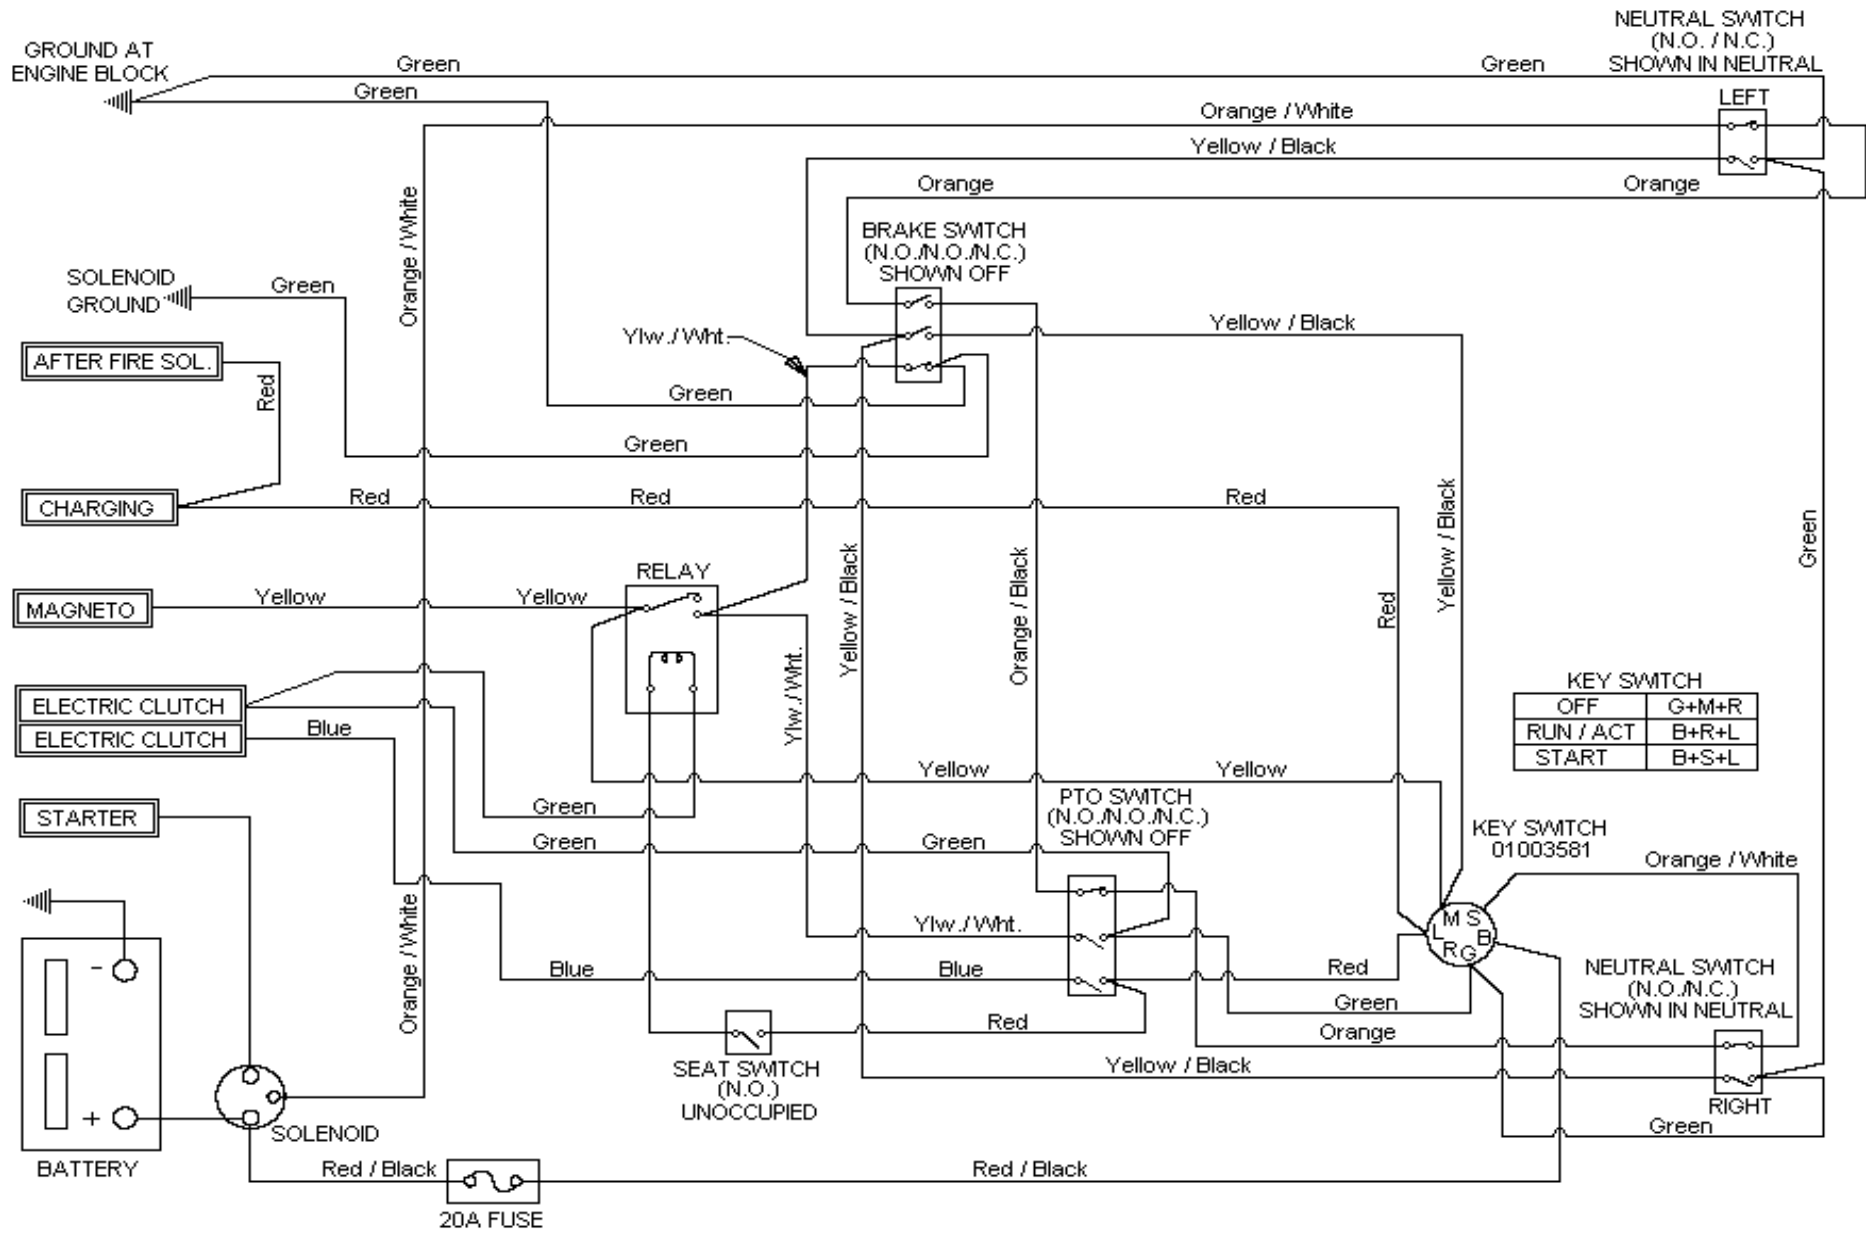 NEUTRAL SWITCH
(N.O. / N.C.)
SHOWN IN NEUTRAL
LEFT
GROUND AT
ENGINE BLOCK
Green
Green
Green
Orange / White
Yellow / Black
Orange
Orange
Orange / White
BRAKE SWITCH
(N.O./N.O./N.C.)
SHOWN OFF
SOLENOID
GROUND
Green
Ylw./ Wht.
Yellow / Black
AFTER FIRE SOL.
Red
Green
Green
CHARGING
Red
Red
Red
Yellow / Black
Green
RELAY
MAGNETO
Yellow
Yellow
Yellow / Black
Orange / Black
Red
Ylw./ Wht.
ELECTRIC CLUTCH
ELECTRIC CLUTCH
Blue
KEY SWITCH
OFF G+M+R
RUN / ACT B+R+L
START B+S+L
Yellow
Yellow
STARTER
Green
PTO SWITCH
(N.O./N.O./N.C.)
SHOWN OFF
Green
Green
KEY SWITCH
01003581
Orange / White
Orange / White
Ylw./ Wht.
M S
L B
R G
Blue
Blue
Red
Green
NEUTRAL SWITCH
(N.O./N.C.)
SHOWN IN NEUTRAL
-
Red
Orange
SEAT SWITCH
(N.O.)
UNOCCUPIED
Yellow / Black
RIGHT
Green
+
SOLENOID
BATTERY
Red / Black
Red / Black
20A FUSE